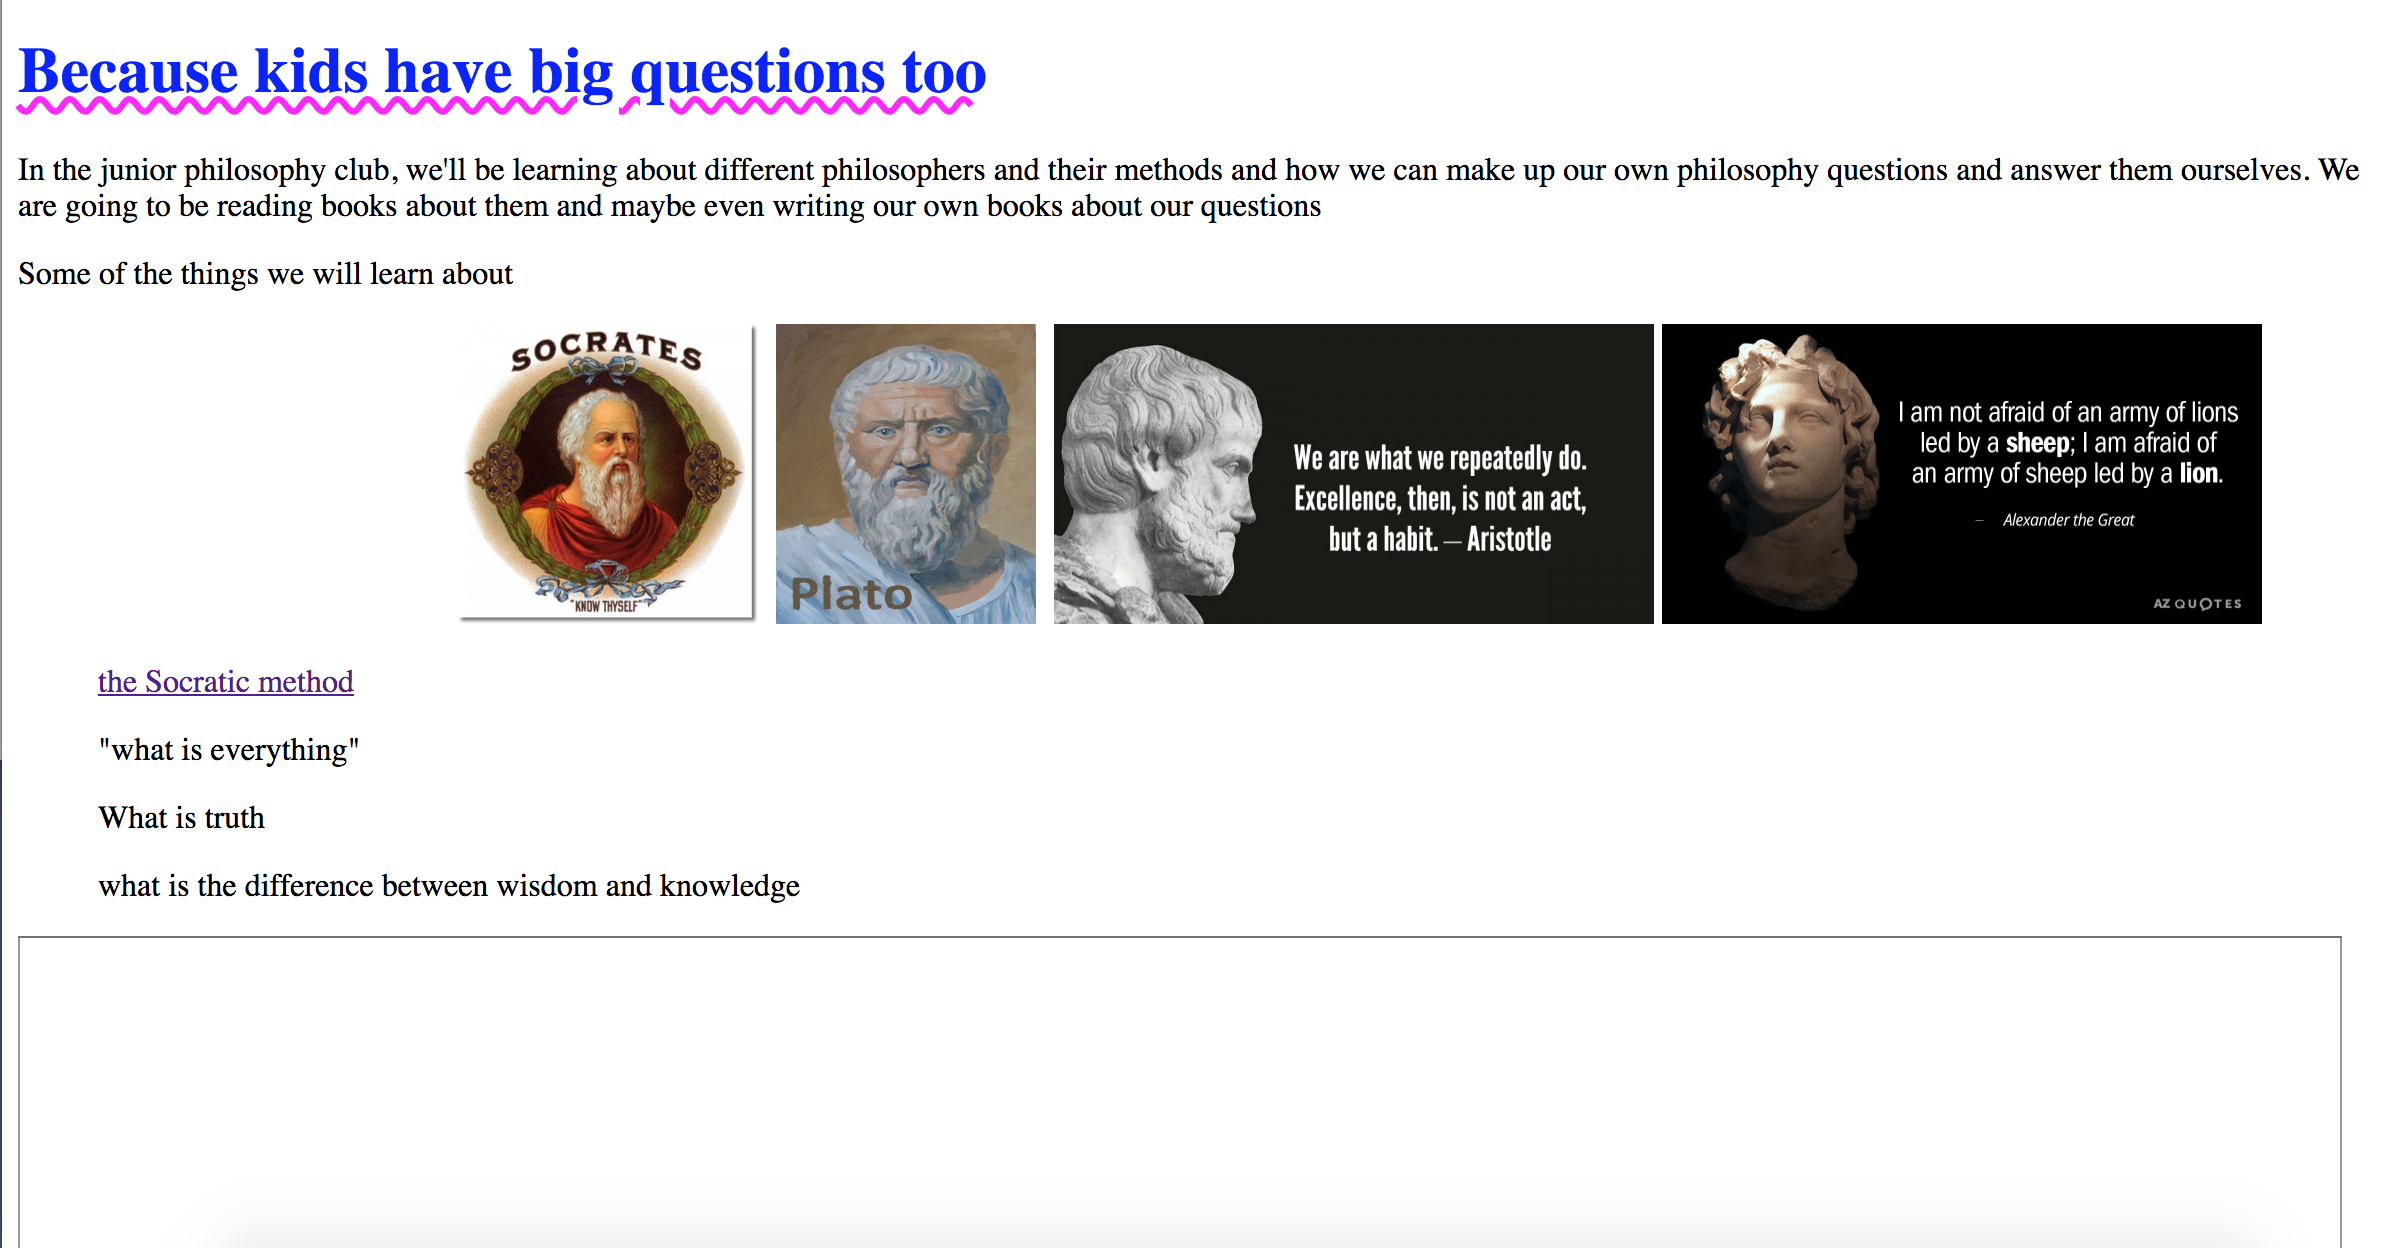 Because kids have big questions too
In the junior philosophy club, we'll be learning about different philosophers and their methods and how we can make up our own philosophy questions and answer them ourselves. We
are going to be reading books about them and maybe even writing our own books about our questions
Some of the things we will learn about
SOCRATES
"KNOW THYSELF"
Plato
We are what we repeatedly do.
Excellence, then, is not an act,
but a habit. — Aristotle
I am not afraid of an army of lions
led by a sheep; I am afraid of
an army of sheep led by a lion.
— Alexander the Great
AZ QUOTES
the Socratic method
"what is everything"
What is truth
what is the difference between wisdom and knowledge